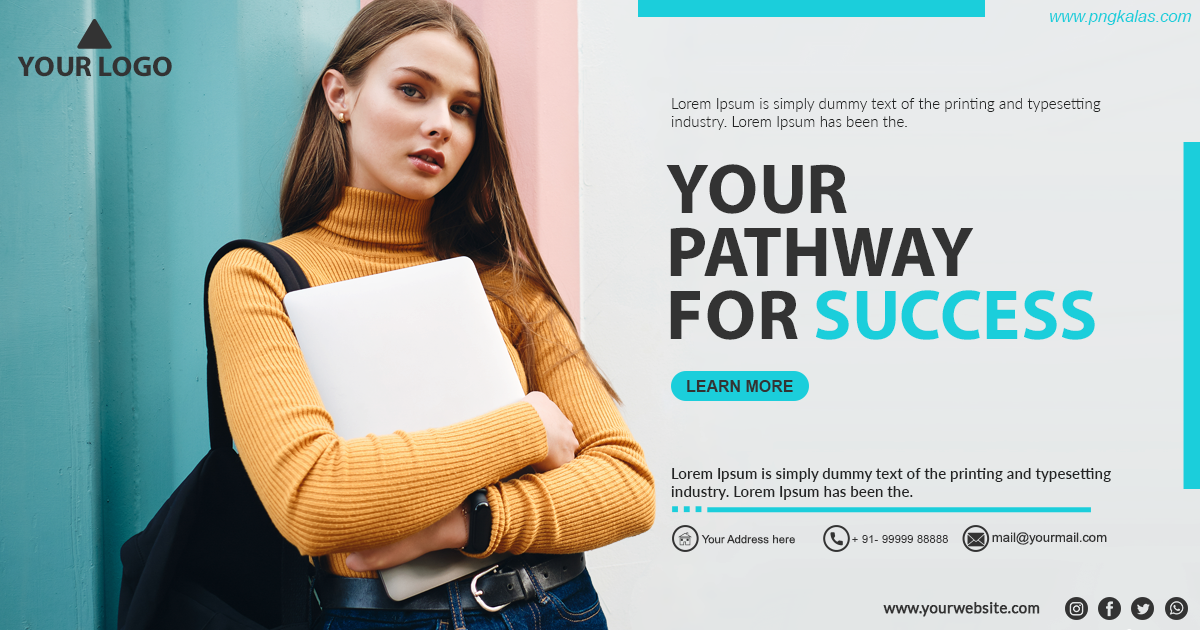 www.pngkalas.com
YOUR LOGO
Lorem Ipsum is simply dummy text of the printing and typesetting
industry. Lorem Ipsum has been the.
YOUR
PATHWAY
FOR SUCCESS
LEARN MORE
Lorem Ipsum is simply dummy text of the printing and typesetting
industry. Lorem Ipsum has been the.
Your Address here + 91- 99999 88888 mail@yourmail.com
www.yourwebsite.com